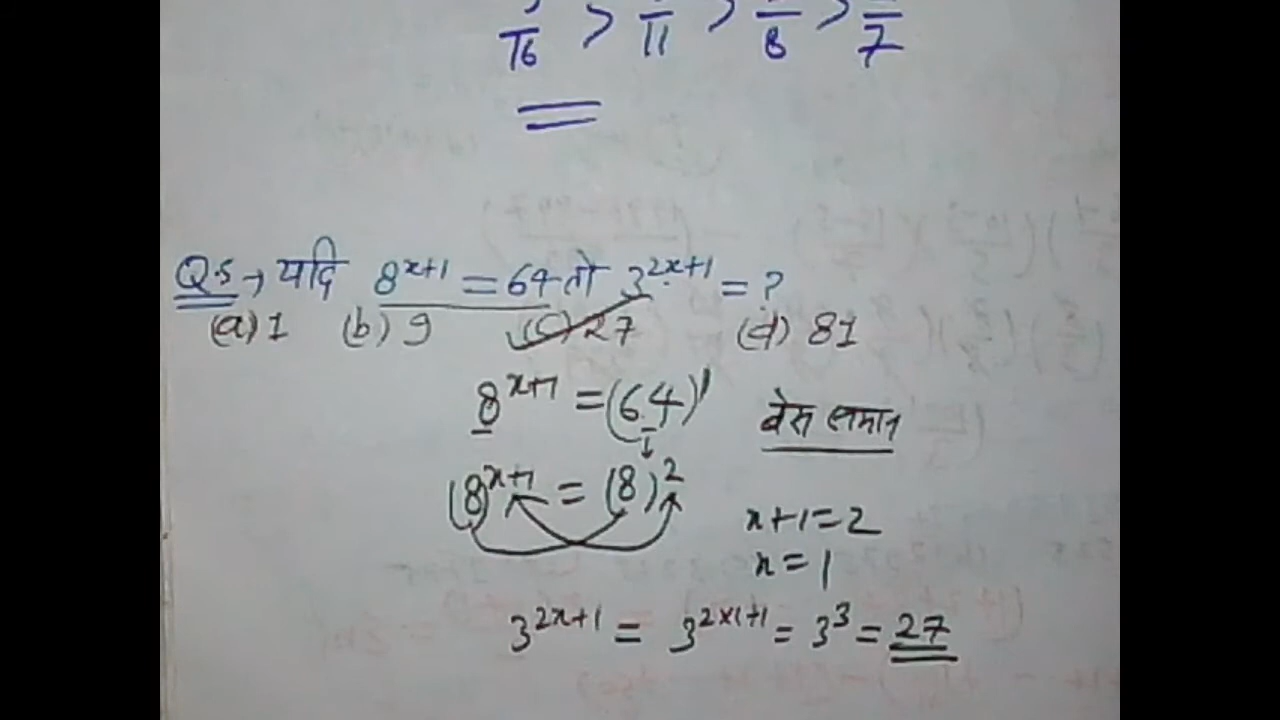 /16 > /11 > /8 > /7
Q.5→ यदि 8^{x+1} = 64 तो 3^{2x+1} = ?
(a) 1 (b) 9 (c) 27 (d) 81
8^{x+1} = (64)^1
बेस समान
(8)^{x+1} = (8)^2
x+1=2
x=1
3^{2x+1} = 3^{2×1+1} = 3^3 = 27